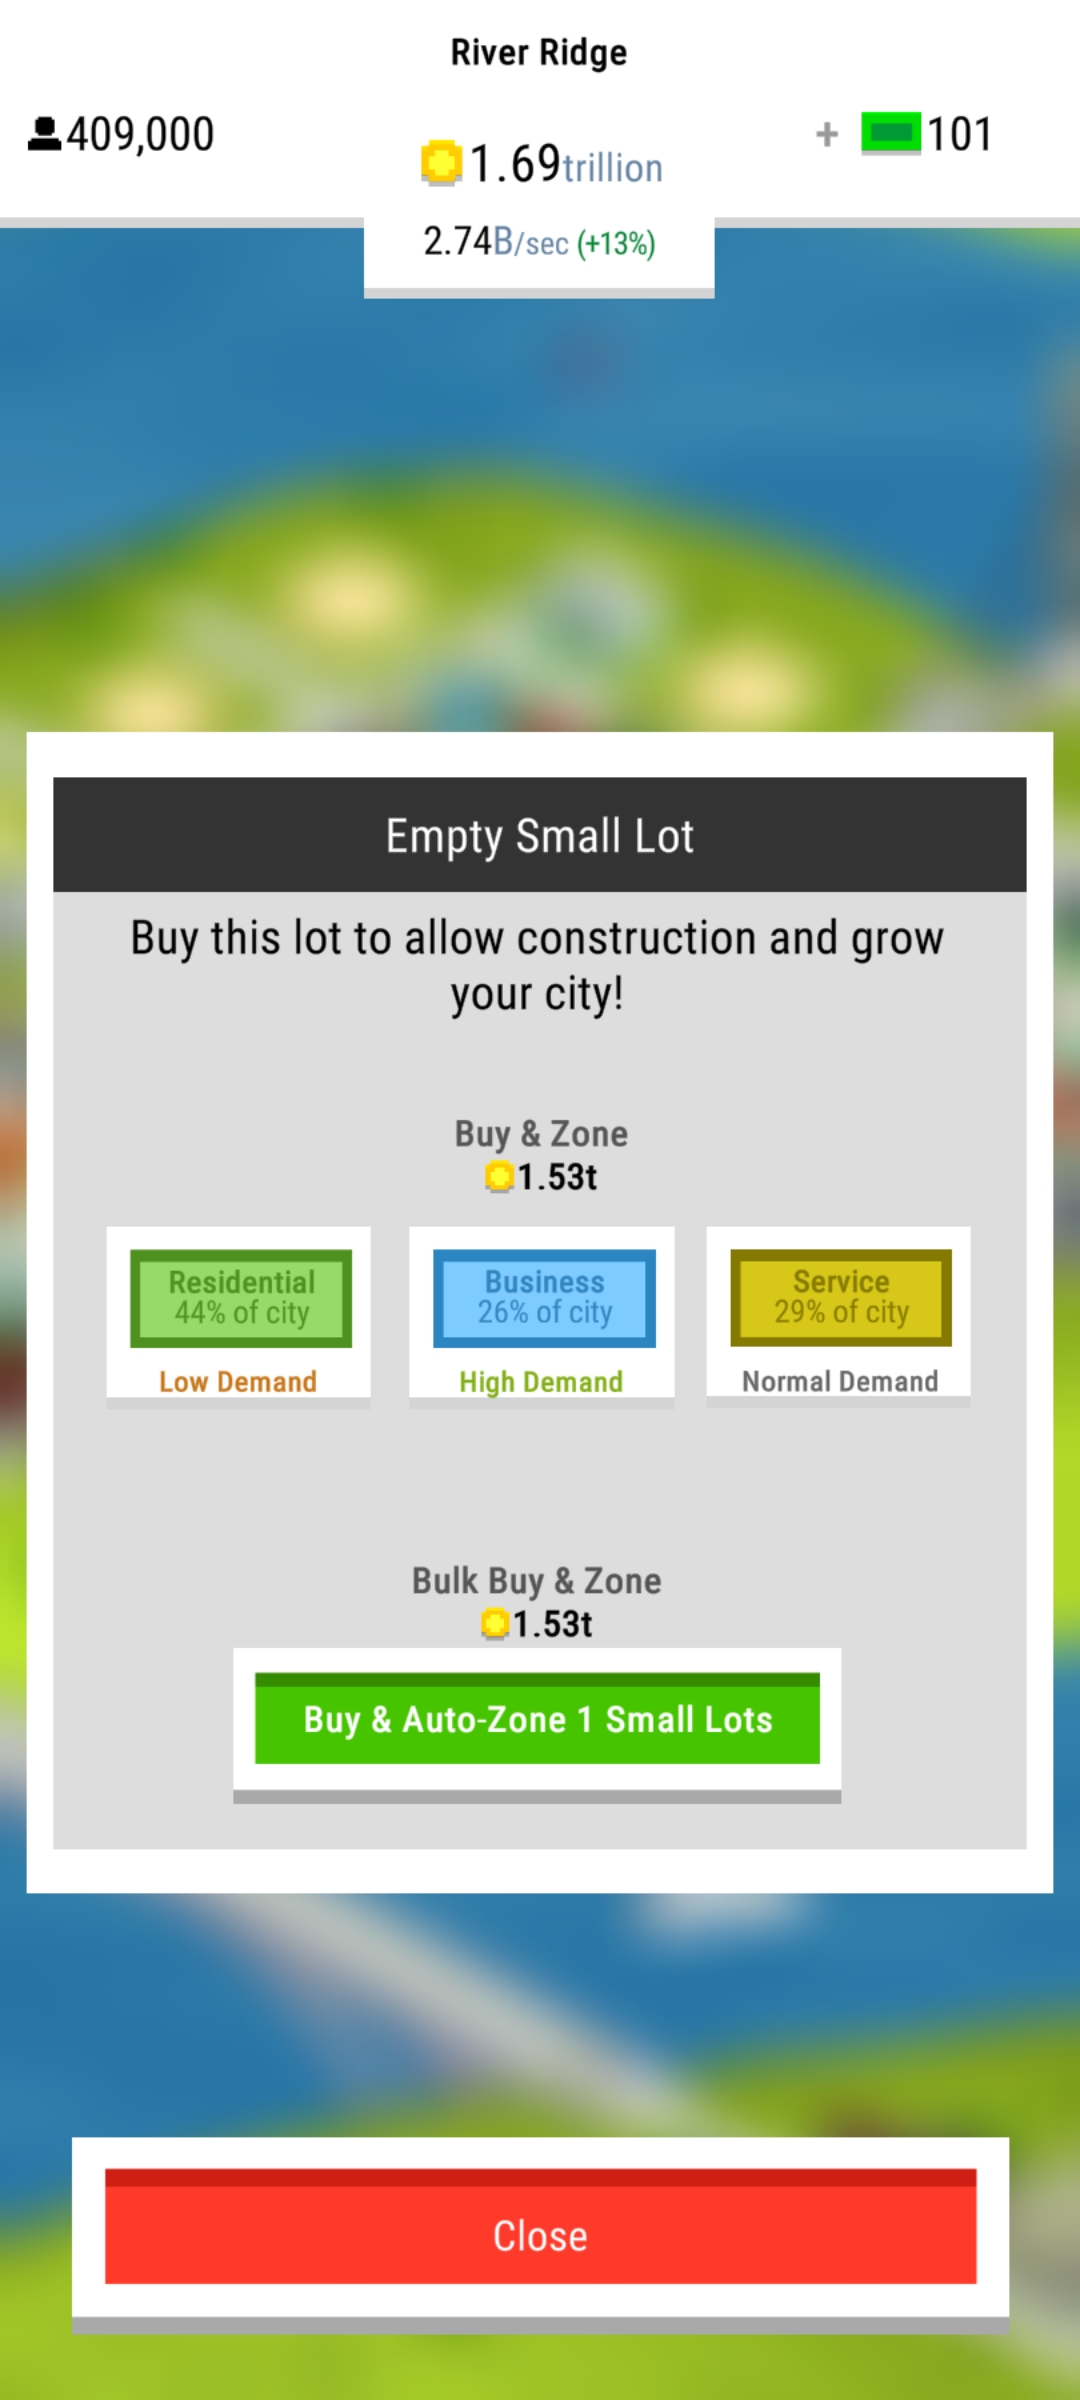 River Ridge
409,000
1.69trillion
+ 101
2.74B/sec (+13%)
Empty Small Lot
Buy this lot to allow construction and grow
your city!
Buy & Zone
1.53t
Residential
44% of city
Low Demand
Business
26% of city
High Demand
Service
29% of city
Normal Demand
Bulk Buy & Zone
1.53t
Buy & Auto-Zone 1 Small Lots
Close